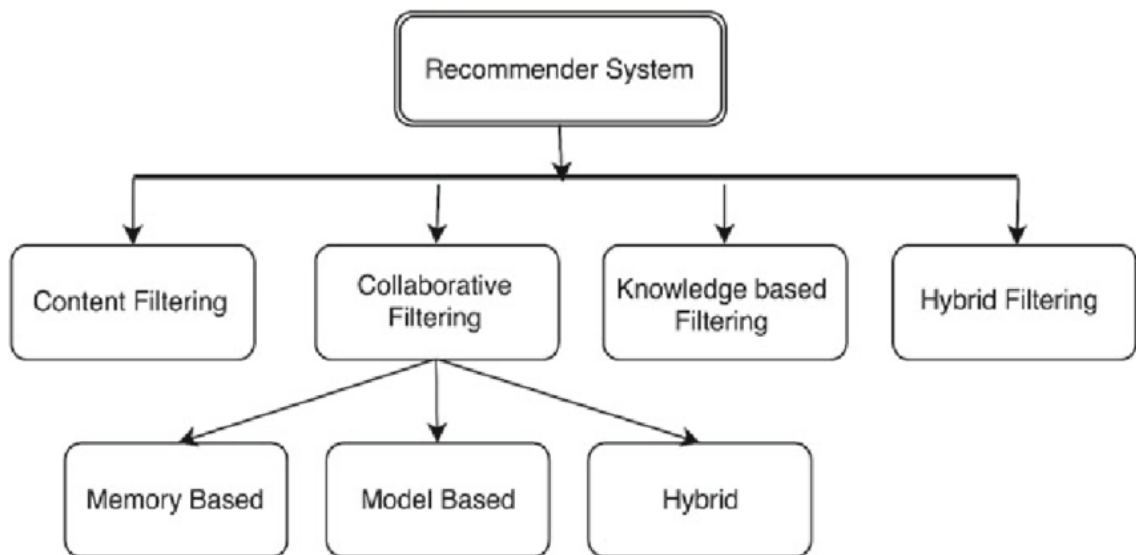 Recommender System
Content Filtering
Collaborative
Filtering
Knowledge based
Filtering
Hybrid Filtering
Memory Based
Model Based
Hybrid